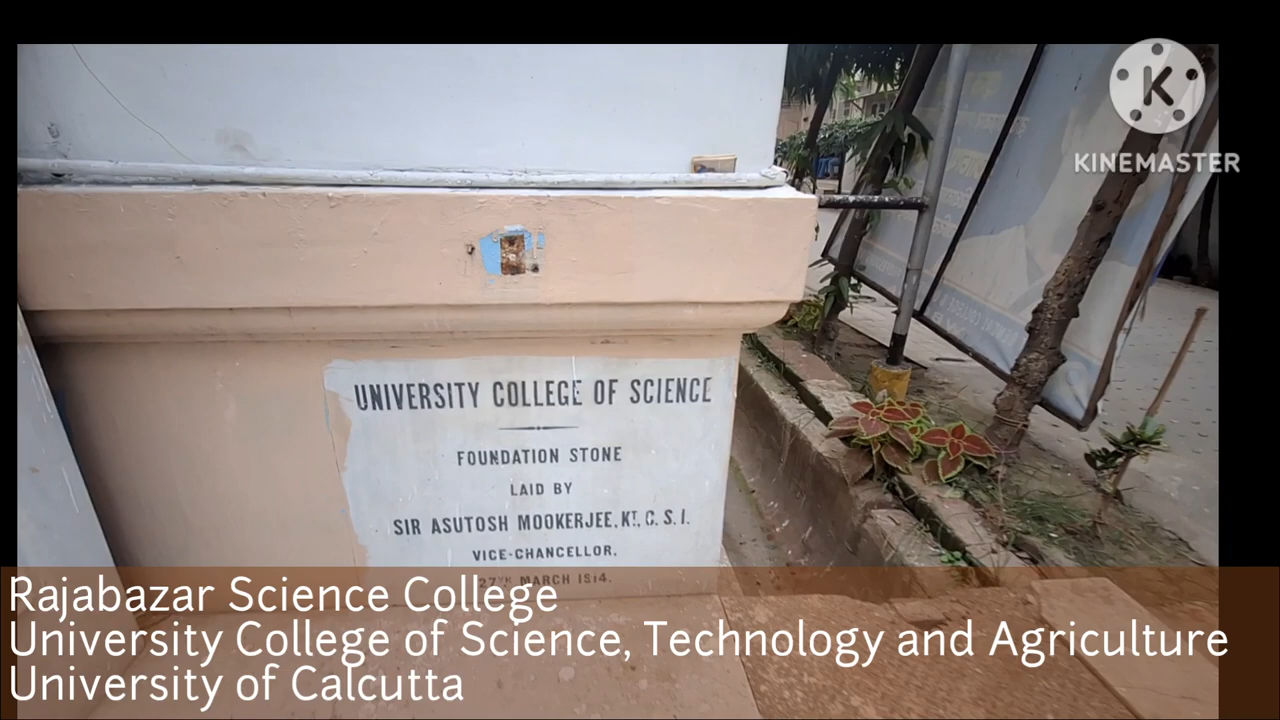 KINEMASTER
UNIVERSITY COLLEGE OF SCIENCE
FOUNDATION STONE
LAID BY
SIR ASUTOSH MOOKERJEE, KT, C. S. I.
VICE-CHANCELLOR,
27TH MARCH 1914.
Rajabazar Science College
University College of Science, Technology and Agriculture
University of Calcutta